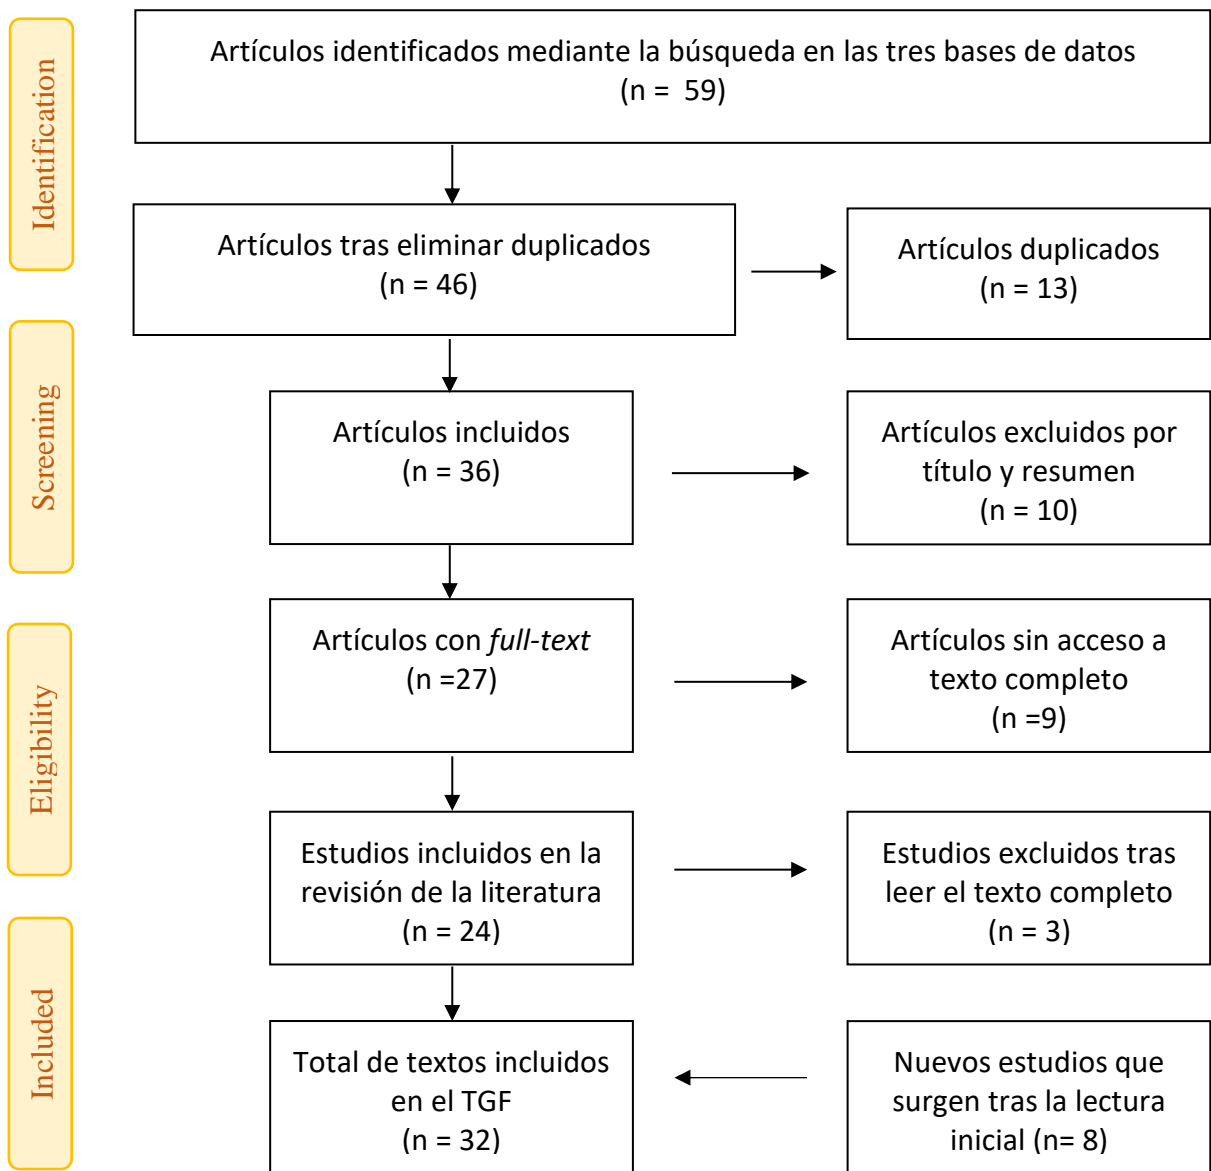 Identification
Artículos identificados mediante la búsqueda en las tres bases de datos
(n =  59)
Artículos tras eliminar duplicados
(n = 46)
Artículos duplicados
(n = 13)
Screening
Artículos incluidos
(n = 36)
Artículos excluidos por
título y resumen
(n = 10)
Eligibility
Artículos con full-text
(n =27)
Artículos sin acceso a
texto completo
(n =9)
Estudios incluidos en la
revisión de la literatura
(n = 24)
Estudios excluidos tras
leer el texto completo
(n = 3)
Included
Total de textos incluidos
en el TGF
(n = 32)
Nuevos estudios que
surgen tras la lectura
inicial (n= 8)